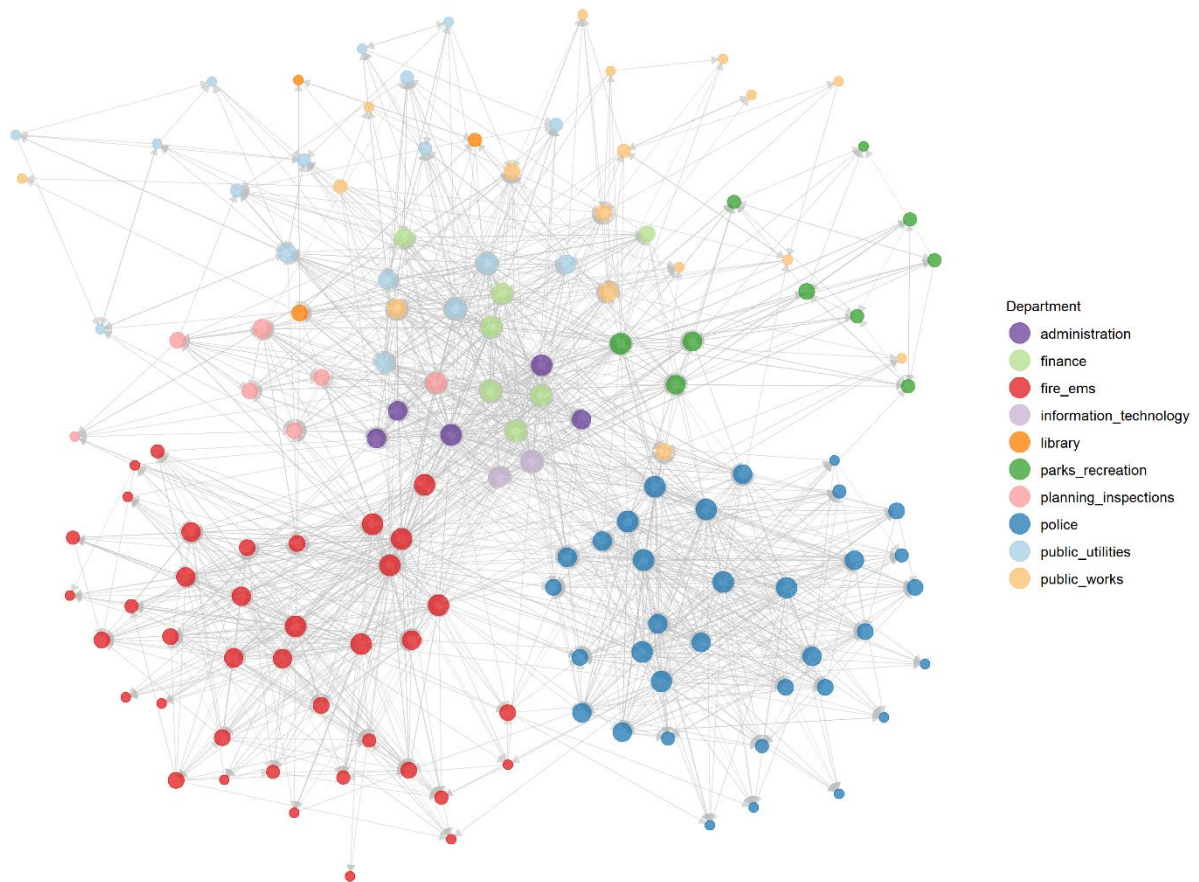 Department
administration
finance
fire_ems
information_technology
library
parks_recreation
planning_inspections
police
public_utilities
public_works